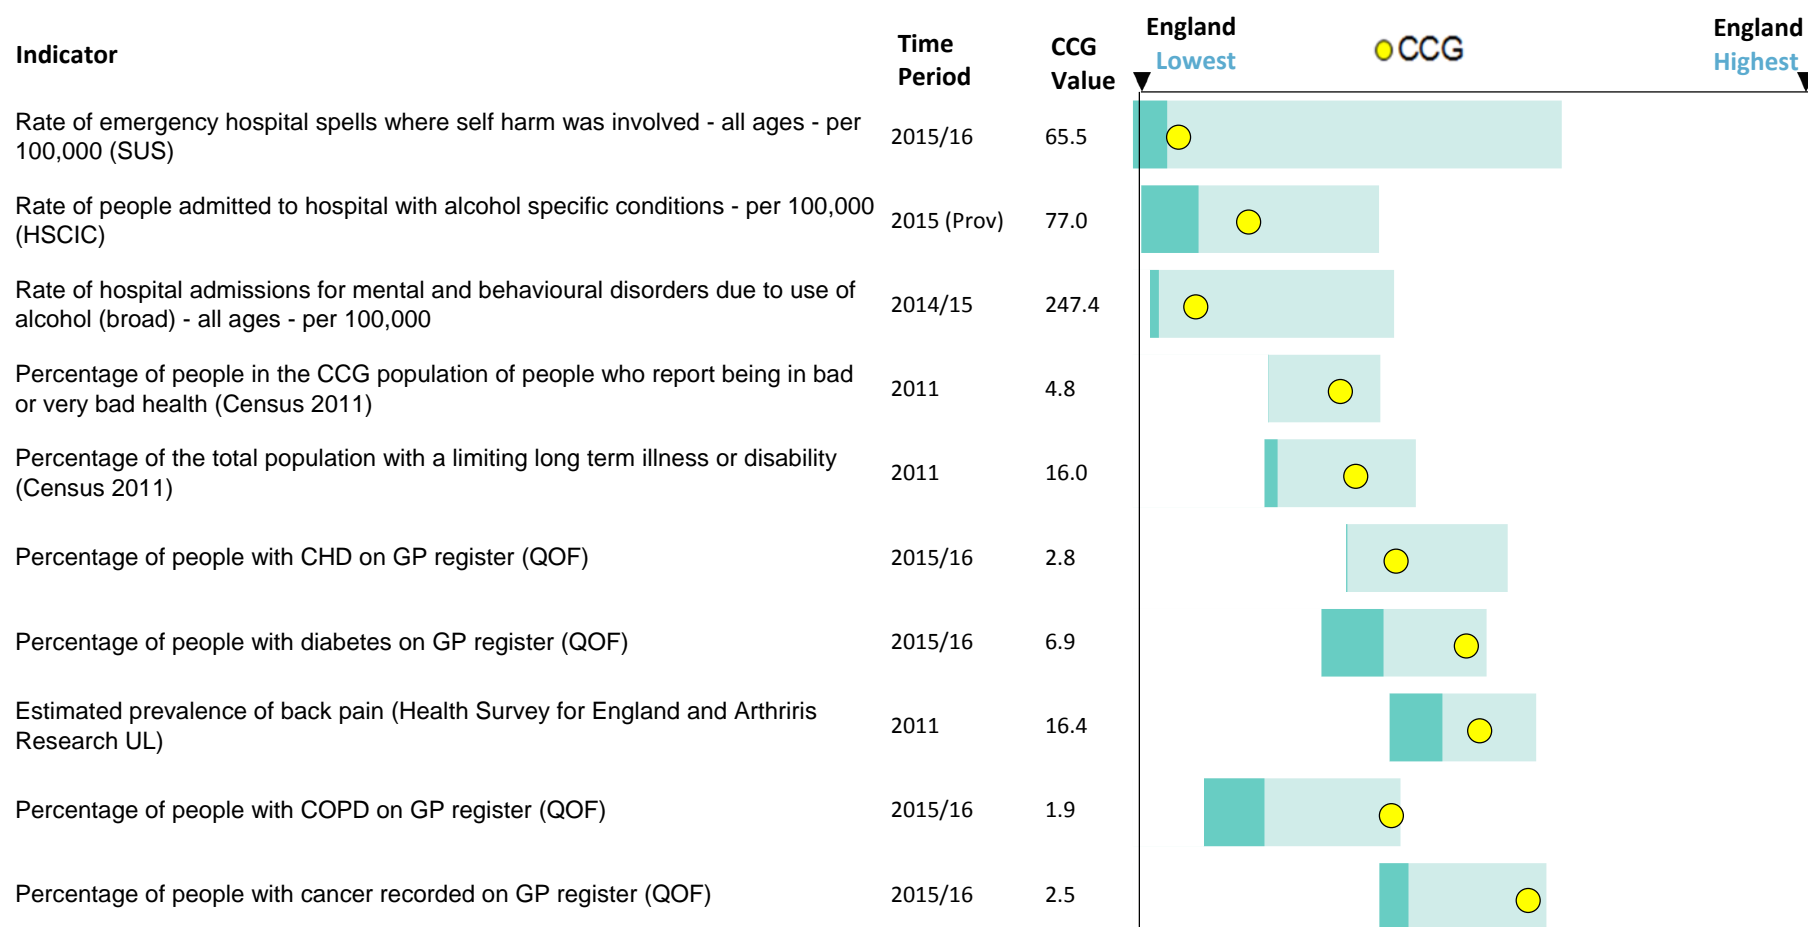 Indicator
Time
Period
CCG
Value
England
Lowest
CCG
England
Highest
Rate of emergency hospital spells where self harm was involved - all ages - per
100,000 (SUS)
2015/16
65.5
Rate of people admitted to hospital with alcohol specific conditions - per 100,000
(HSCIC)
2015 (Prov)
77.0
Rate of hospital admissions for mental and behavioural disorders due to use of
alcohol (broad) - all ages - per 100,000
2014/15
247.4
Percentage of people in the CCG population of people who report being in bad
or very bad health (Census 2011)
2011
4.8
Percentage of the total population with a limiting long term illness or disability
(Census 2011)
2011
16.0
Percentage of people with CHD on GP register (QOF)
2015/16
2.8
Percentage of people with diabetes on GP register (QOF)
2015/16
6.9
Estimated prevalence of back pain (Health Survey for England and Arthriris
Research UL)
2011
16.4
Percentage of people with COPD on GP register (QOF)
2015/16
1.9
Percentage of people with cancer recorded on GP register (QOF)
2015/16
2.5